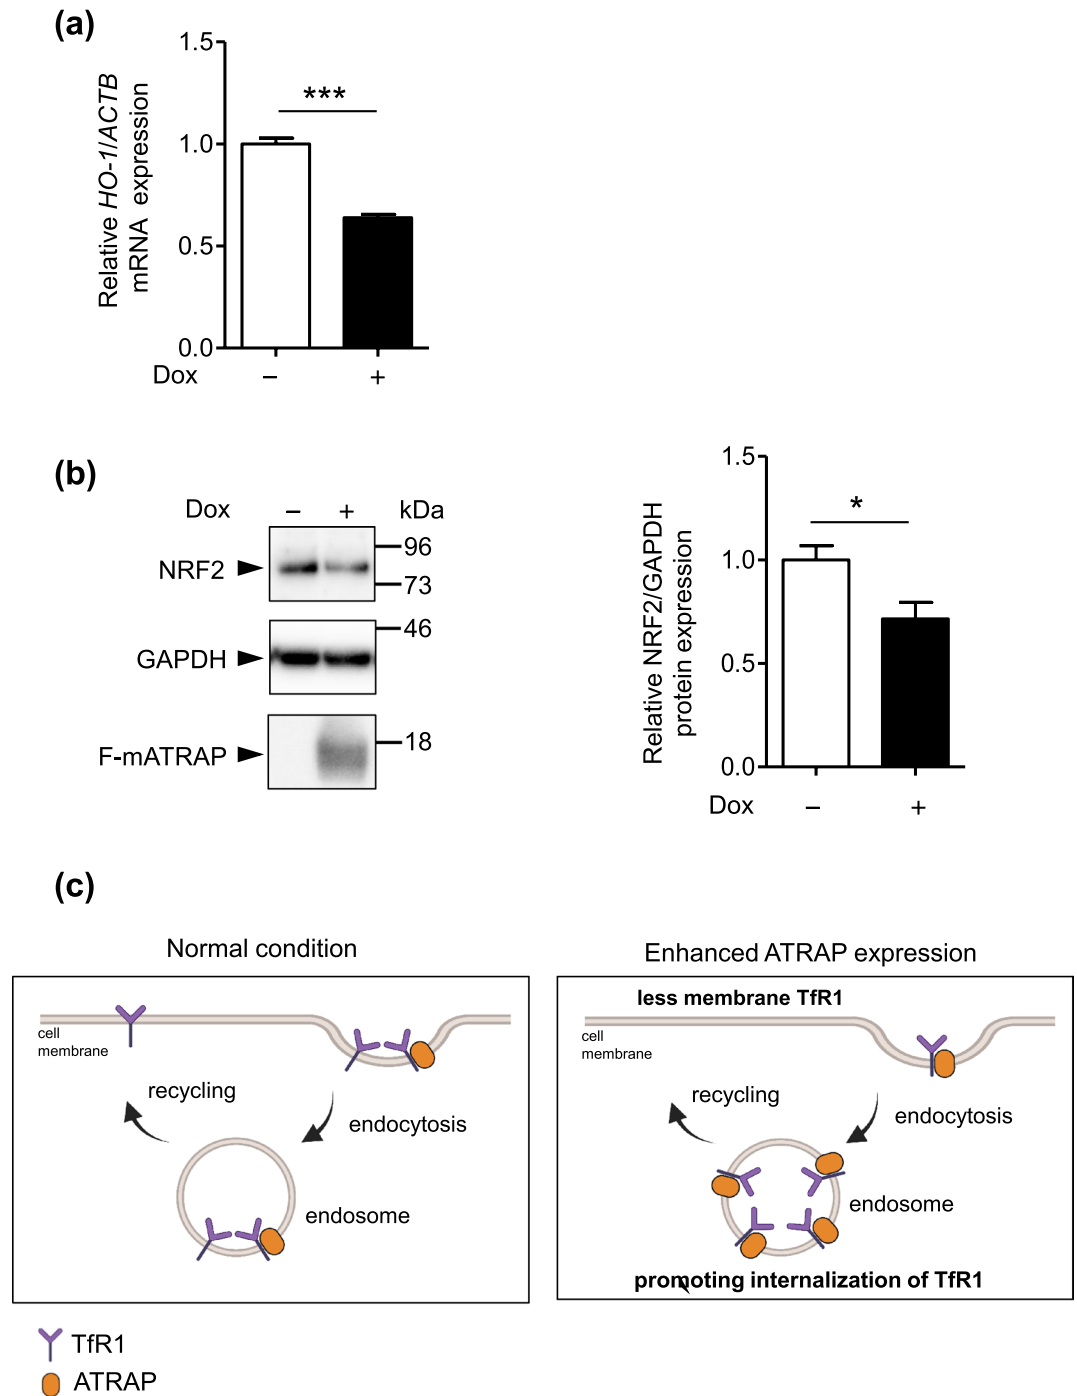 (a)
1.5
1.0
0.5
0.0
Relative HO-1/ACTB
mRNA expression
***
Dox – +
(b)
Dox – + kDa
NRF2
96
73
GAPDH
46
F-mATRAP
18
1.5
1.0
0.5
0.0
Relative NRF2/GAPDH
protein expression
*
Dox – +
(c)
Normal condition
cell
membrane
recycling
endocytosis
endosome
Enhanced ATRAP expression
less membrane TfR1
cell
membrane
recycling
endocytosis
endosome
promoting internalization of TfR1
TfR1
ATRAP